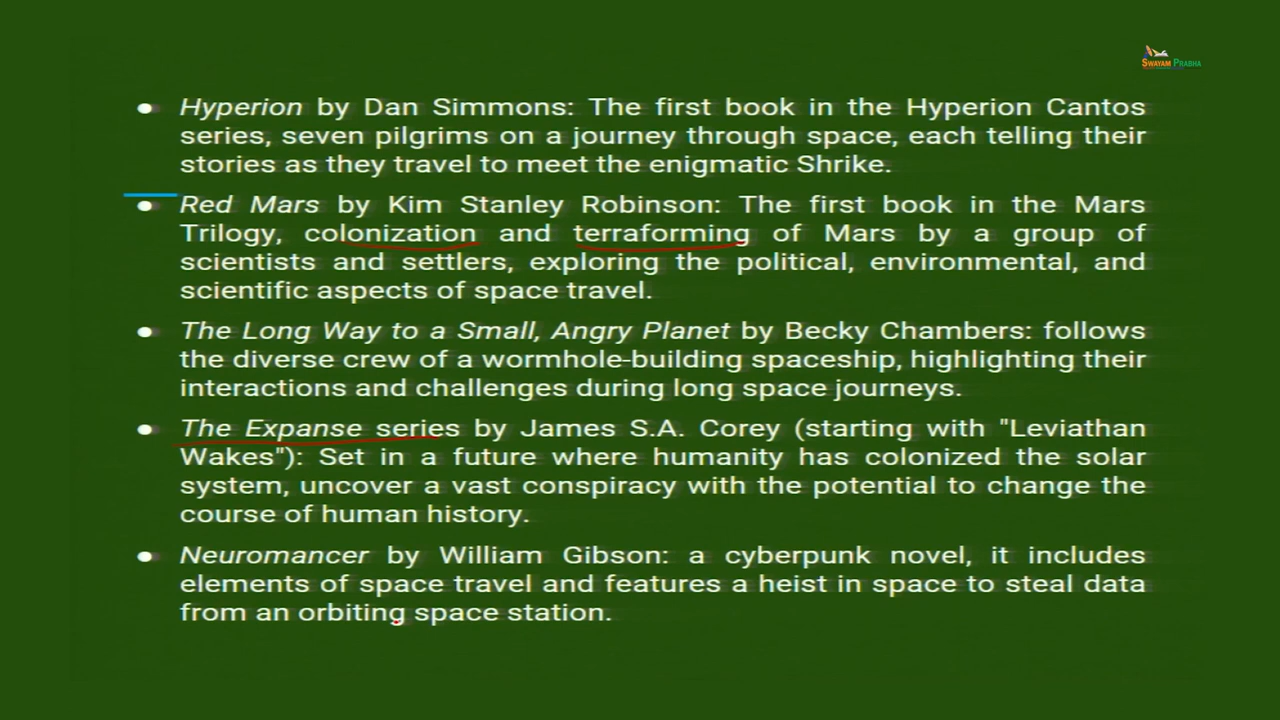 SWAYAM PRABHA
Hyperion by Dan Simmons: The first book in the Hyperion Cantos
series, seven pilgrims on a journey through space, each telling their
stories as they travel to meet the enigmatic Shrike.
Red Mars by Kim Stanley Robinson: The first book in the Mars
Trilogy, colonization and terraforming of Mars by a group of
scientists and settlers, exploring the political, environmental, and
scientific aspects of space travel.
The Long Way to a Small, Angry Planet by Becky Chambers: follows
the diverse crew of a wormhole-building spaceship, highlighting their
interactions and challenges during long space journeys.
The Expanse series by James S.A. Corey (starting with "Leviathan
Wakes"): Set in a future where humanity has colonized the solar
system, uncover a vast conspiracy with the potential to change the
course of human history.
Neuromancer by William Gibson: a cyberpunk novel, it includes
elements of space travel and features a heist in space to steal data
from an orbiting space station.